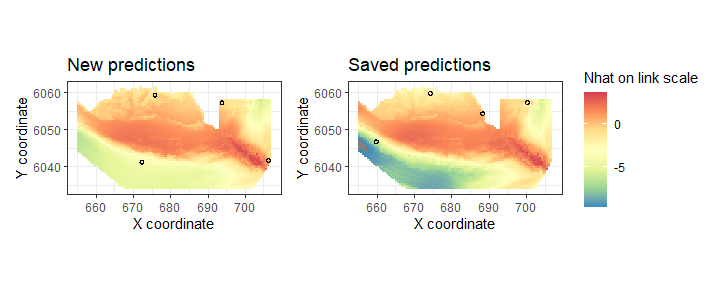 New predictions
Saved predictions
Nhat on link scale
Y coordinate
6060
6050
6040
660
670
680
690
700
X coordinate
Y coordinate
6060
6050
6040
660
670
680
690
700
X coordinate
0
-5